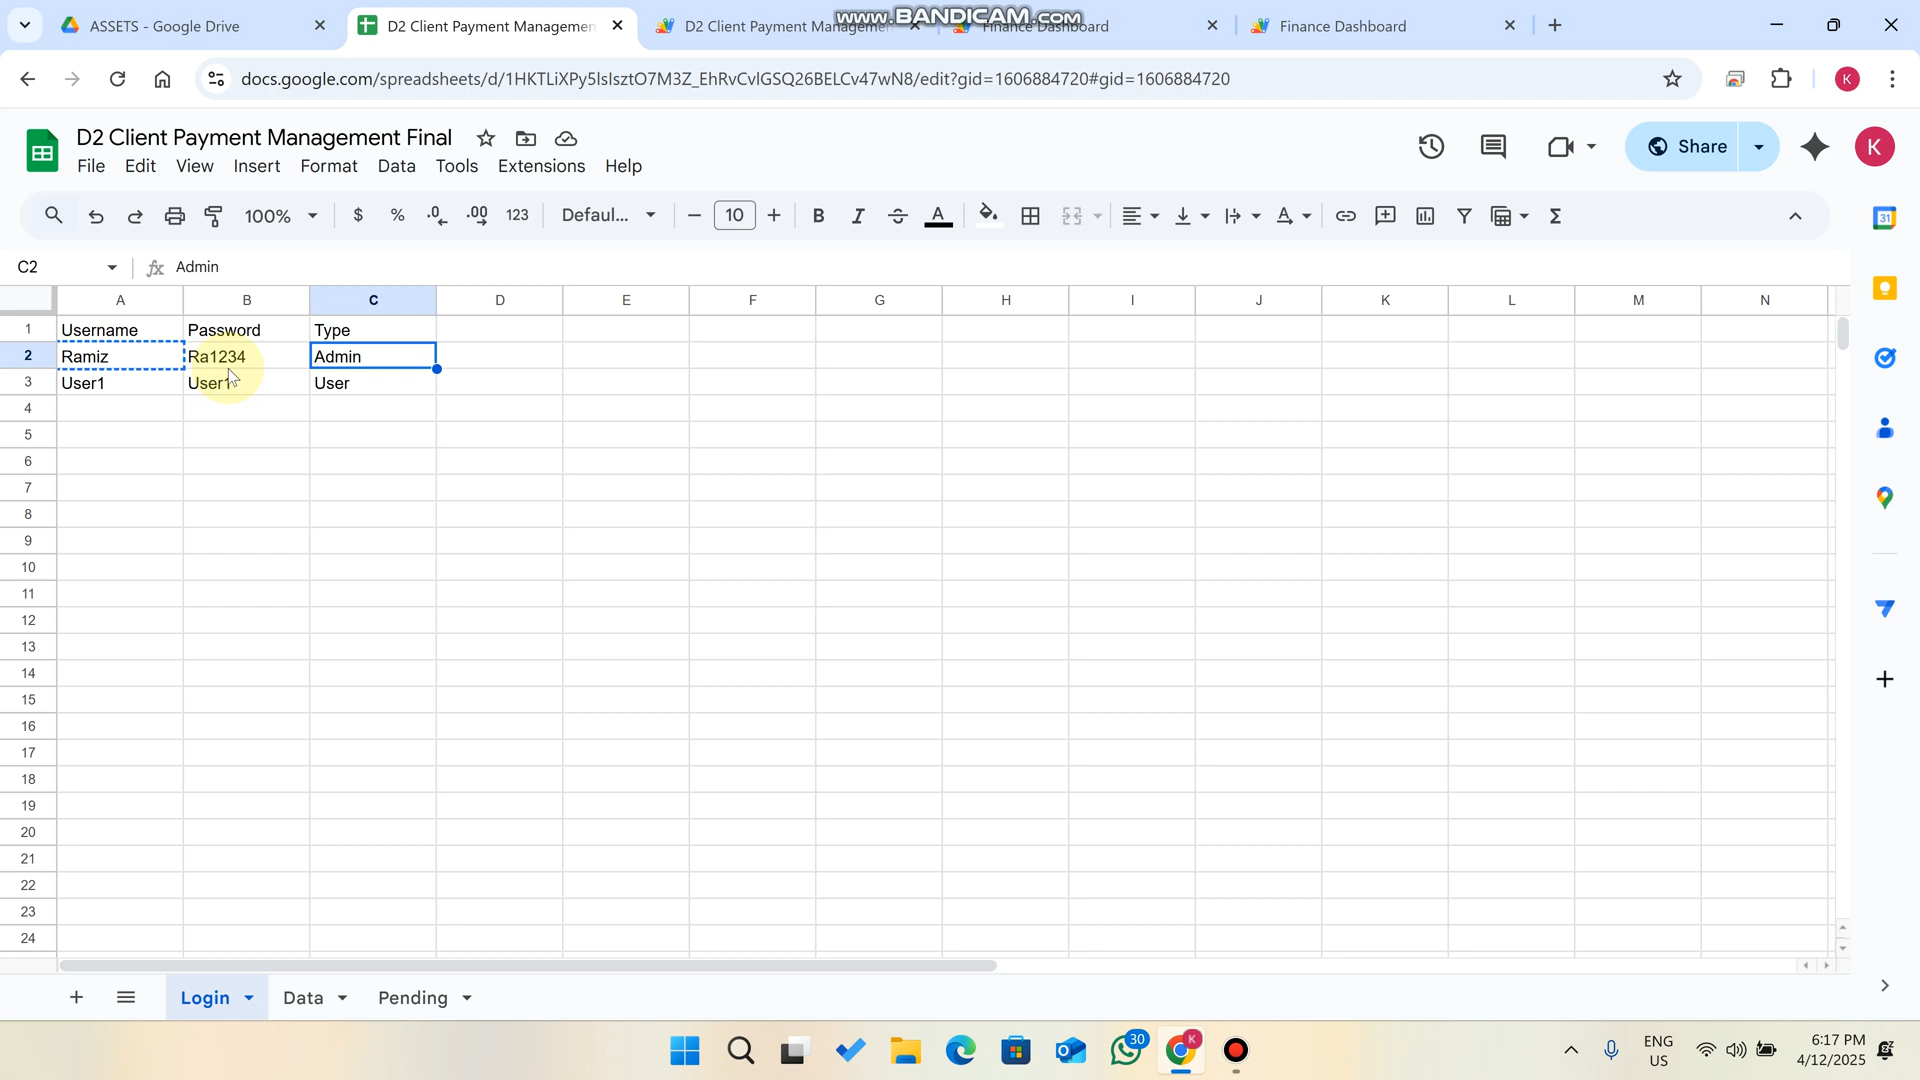 www.BANDICAM.com
ASSETS - Google Drive
D2 Client Payment Managemen
D2 Client Payment Manageme
Finance Dashboard
Finance Dashboard
docs.google.com/spreadsheets/d/1HKTLiXPy5lsIsztO7M3Z_EhRvCvlGSQ26BELCv47wN8/edit?gid=1606884720#gid=1606884720
K
D2 Client Payment Management Final
File Edit View Insert Format Data Tools Extensions Help
Share
K
100% $ % .0 .00 123 Defaul... 10 B I S A
31
C2 fx Admin
A B C D E F G H I J K L M N
1 Username Password Type
2 Ramiz Ra1234 Admin
3 User1 User1 User
4
5
6
7
8
9
10
11
12
13
14
15
16
17
18
19
20
21
22
23
24
Login Data Pending
30
K
ENG
US
6:17 PM
4/12/2025